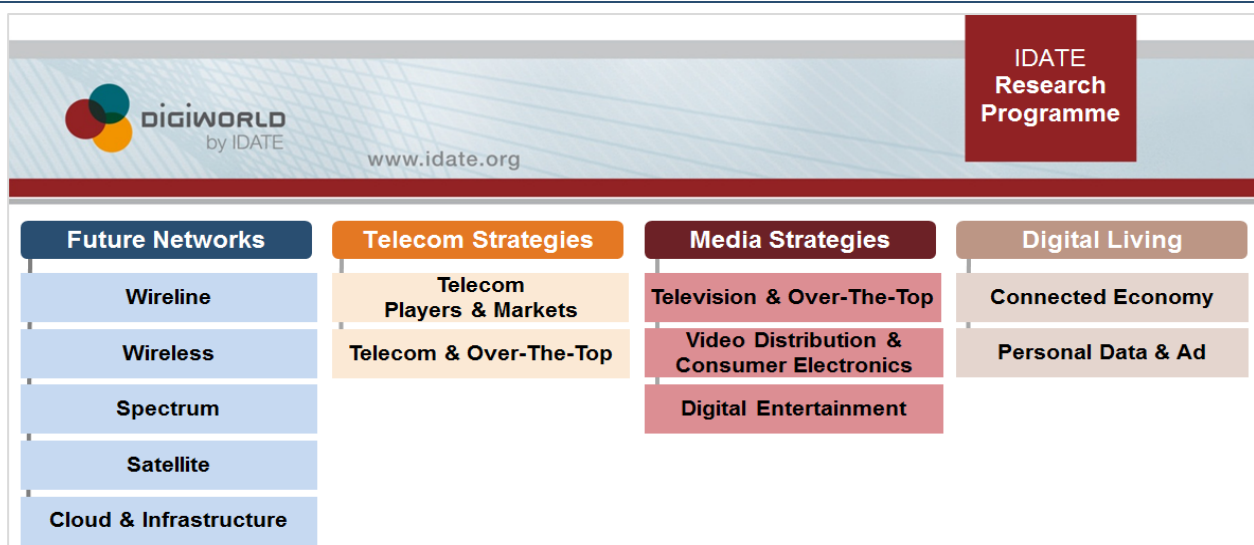 IDATE
Research
Programme
DIGIWORLD
by IDATE
www.idate.org
Future Networks
Wireline
Wireless
Spectrum
Satellite
Cloud & Infrastructure
Telecom Strategies
Telecom
Players & Markets
Telecom & Over-The-Top
Media Strategies
Television & Over-The-Top
Video Distribution &
Consumer Electronics
Digital Entertainment
Digital Living
Connected Economy
Personal Data & Ad